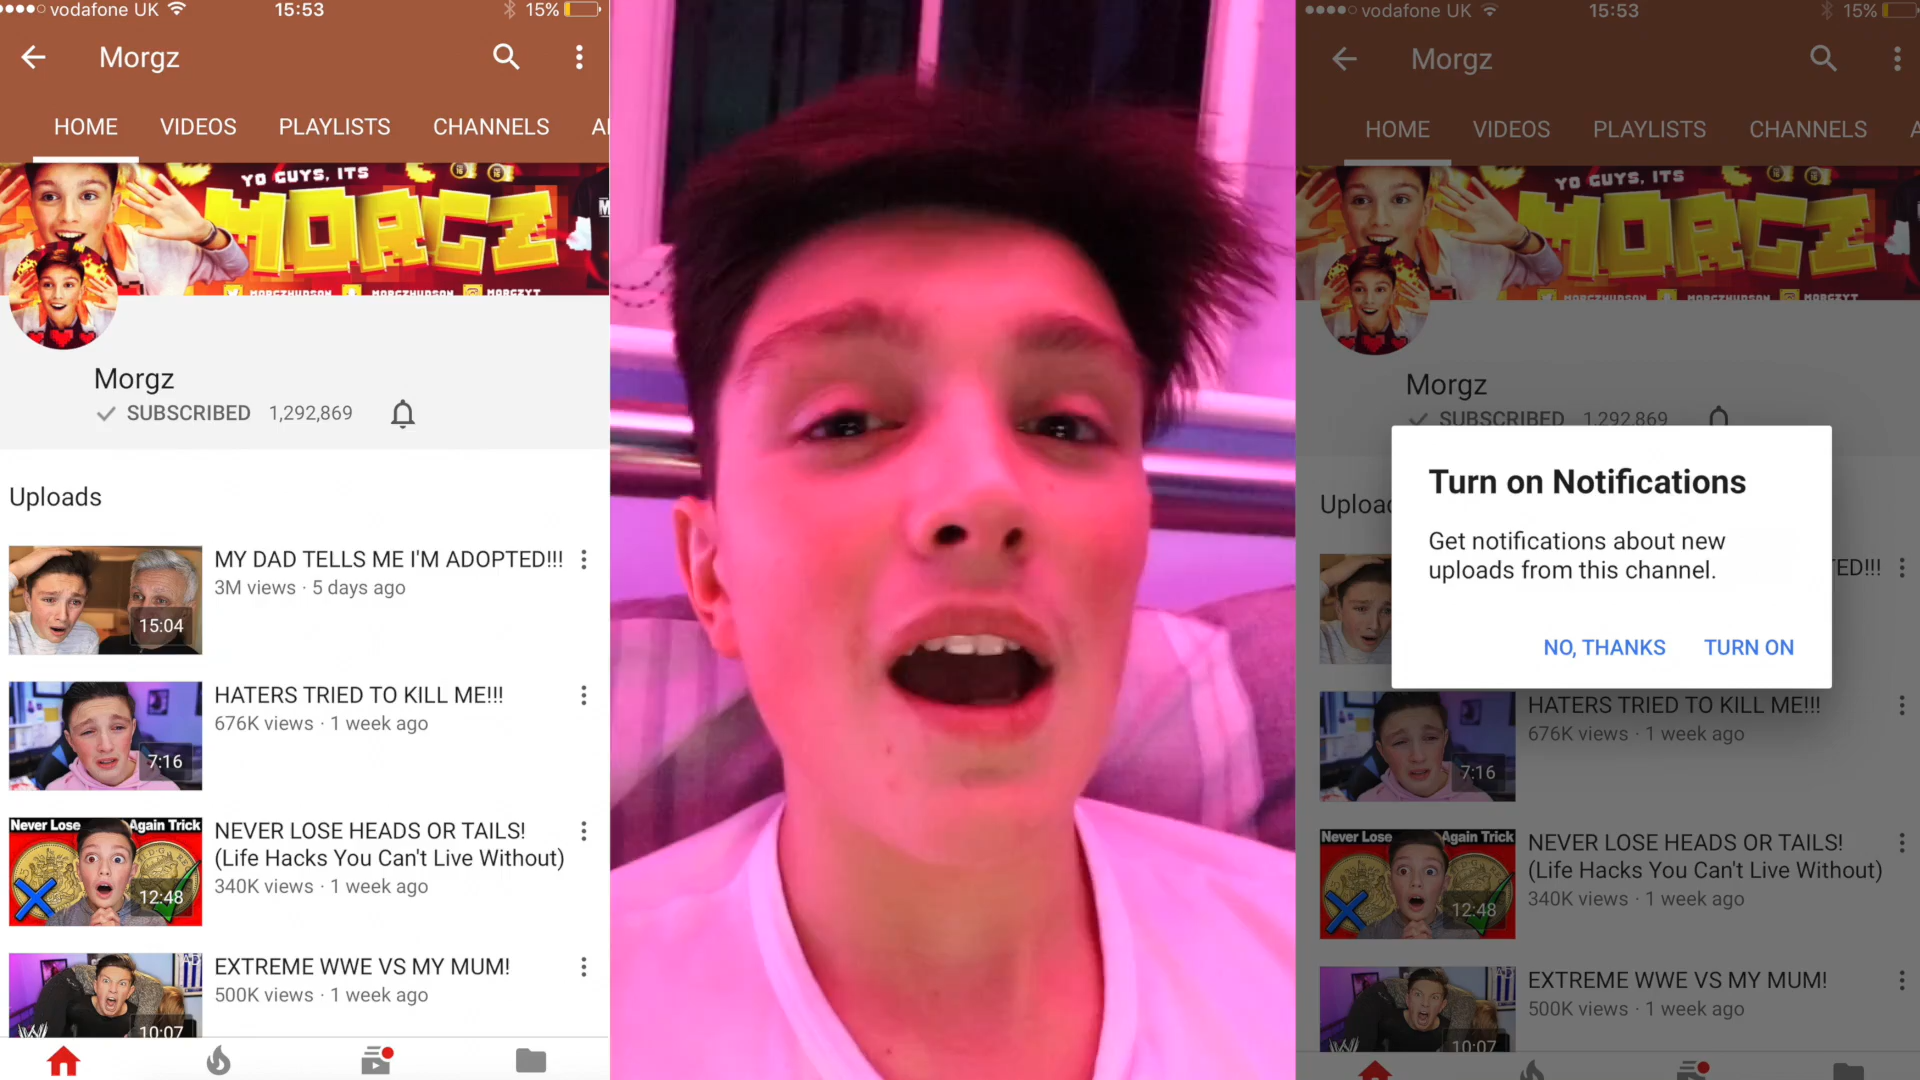 vodafone UK
15:53
15%
Morgz
HOME VIDEOS PLAYLISTS CHANNELS
YO GUYS, ITS
MORGZ
MORGZHUDSON MORGZHUDSON MORGZYT
Morgz
SUBSCRIBED 1,292,869
Uploads
MY DAD TELLS ME I'M ADOPTED!!!
3M views · 5 days ago
15:04
HATERS TRIED TO KILL ME!!!
676K views · 1 week ago
7:16
Never Lose Again Trick
NEVER LOSE HEADS OR TAILS!
(Life Hacks You Can't Live Without)
340K views · 1 week ago
12:48
EXTREME WWE VS MY MUM!
500K views · 1 week ago
10:07
vodafone UK
15:53
15%
Morgz
HOME VIDEOS PLAYLISTS CHANNELS
YO GUYS, ITS
MORGZ
MORGZHUDSON MORGZHUDSON MORGZYT
Morgz
SUBSCRIBED 1,292,869
Turn on Notifications
Get notifications about new
uploads from this channel.
NO, THANKS TURN ON
HATERS TRIED TO KILL ME!!!
676K views · 1 week ago
7:16
Never Lose Again Trick
NEVER LOSE HEADS OR TAILS!
(Life Hacks You Can't Live Without)
340K views · 1 week ago
12:48
EXTREME WWE VS MY MUM!
500K views · 1 week ago
10:07